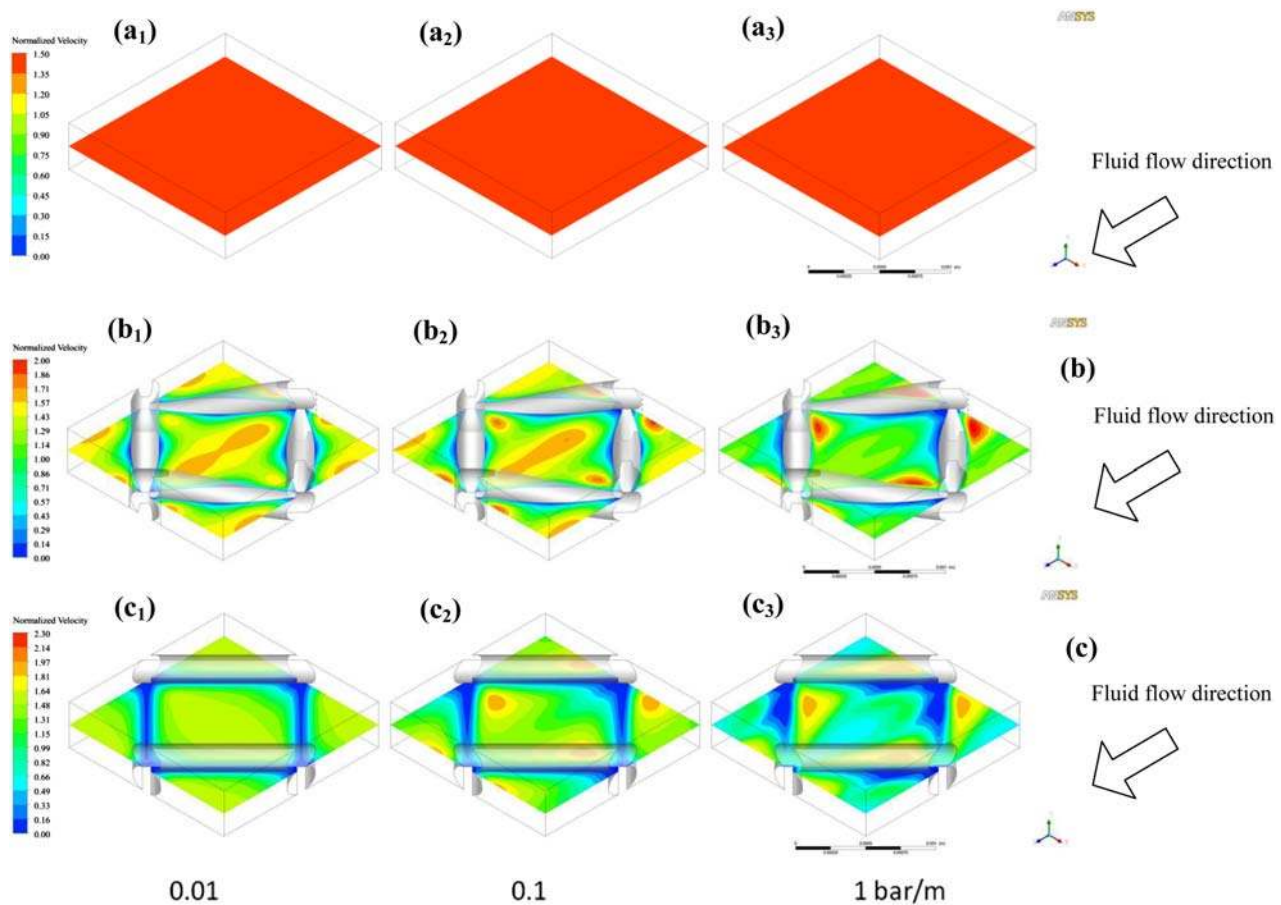 (a1)
(a2)
(a3)
ANSYS
Normalized Velocity
1.50
1.35
1.20
1.05
0.90
0.75
0.60
0.45
0.30
0.15
0.00
Fluid flow direction
(b1)
(b2)
(b3)
ANSYS
Normalized Velocity
2.00
1.86
1.71
1.57
1.43
1.29
1.14
1.00
0.86
0.71
0.57
0.43
0.29
0.14
0.00
(b)
Fluid flow direction
(c1)
(c2)
(c3)
ANSYS
Normalized Velocity
2.30
2.14
1.97
1.81
1.64
1.48
1.31
1.15
0.99
0.82
0.66
0.49
0.33
0.16
0.00
(c)
Fluid flow direction
0.01
0.1
1 bar/m